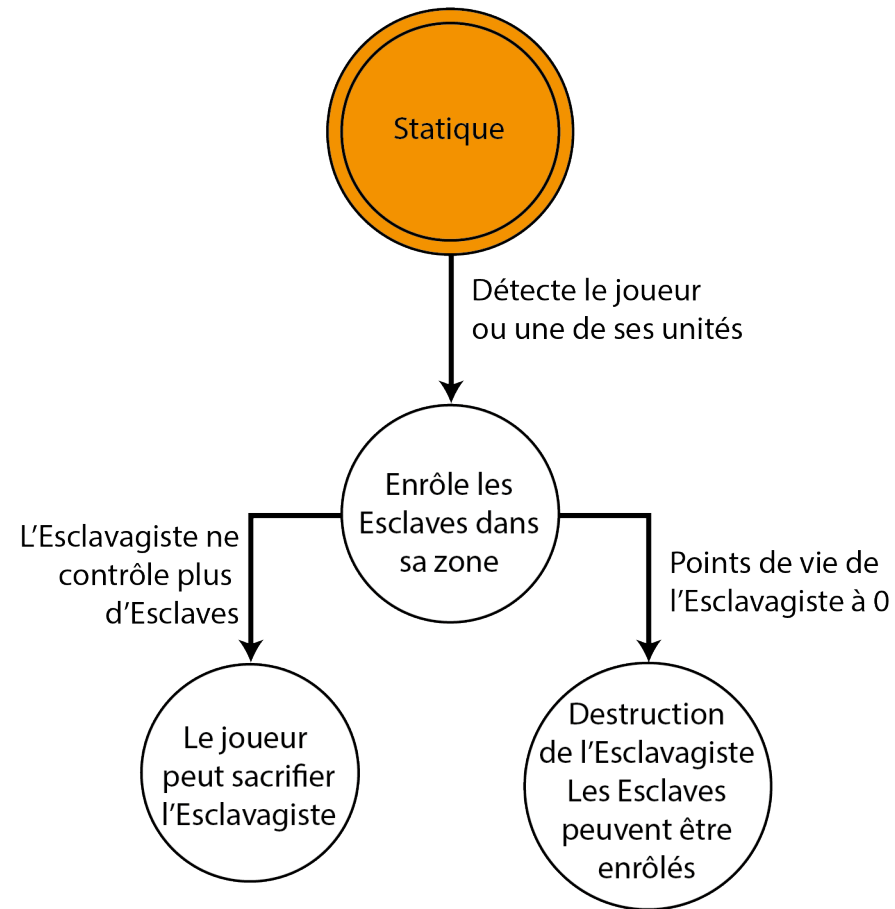 Statique
Détecte le joueur
ou une de ses unités
Enrôle les
Esclaves dans
sa zone
L’Esclavagiste ne
contrôle plus
d’Esclaves
Points de vie de
l’Esclavagiste à 0
Le joueur
peut sacrifier
l’Esclavagiste
Destruction
de l’Esclavagiste
Les Esclaves
peuvent être
enrôlés